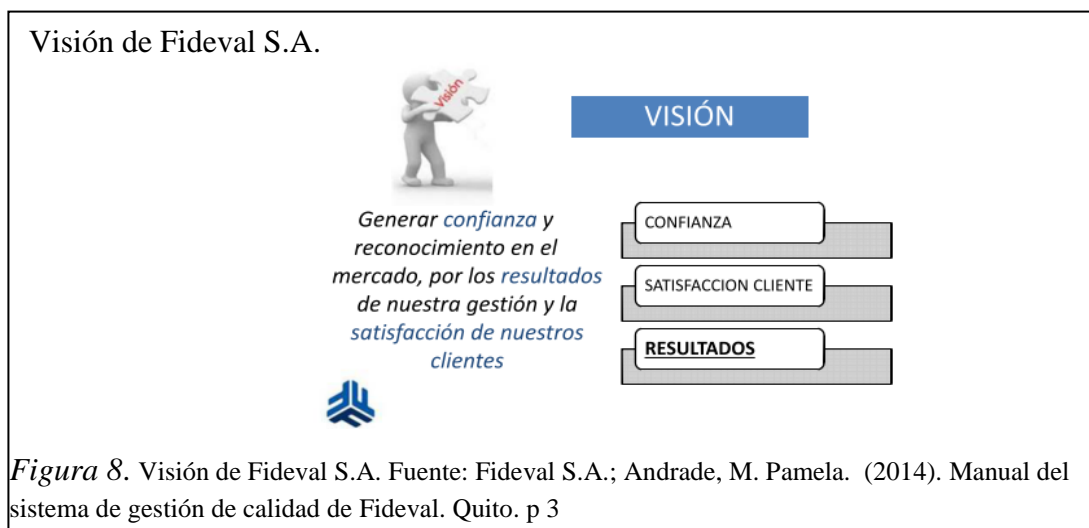 Visión de Fideval S.A.
Visión
VISIÓN
Generar confianza y
reconocimiento en el
mercado, por los resultados
de nuestra gestión y la
satisfacción de nuestros
clientes
CONFIANZA
SATISFACCION CLIENTE
RESULTADOS
Figura 8. Visión de Fideval S.A. Fuente: Fideval S.A.; Andrade, M. Pamela. (2014). Manual del
sistema de gestión de calidad de Fideval. Quito. p 3